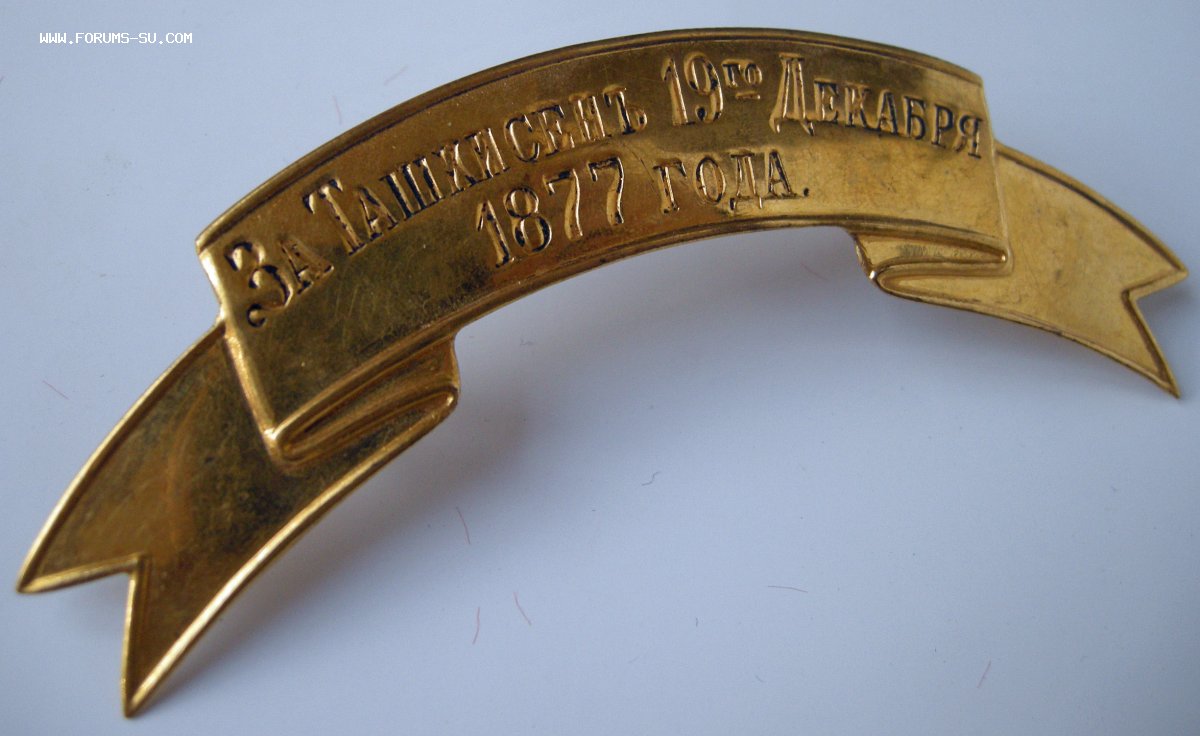 WWW.FORUMS-SU.COM
За Ташкисенъ 19го Декабря
1877 года.